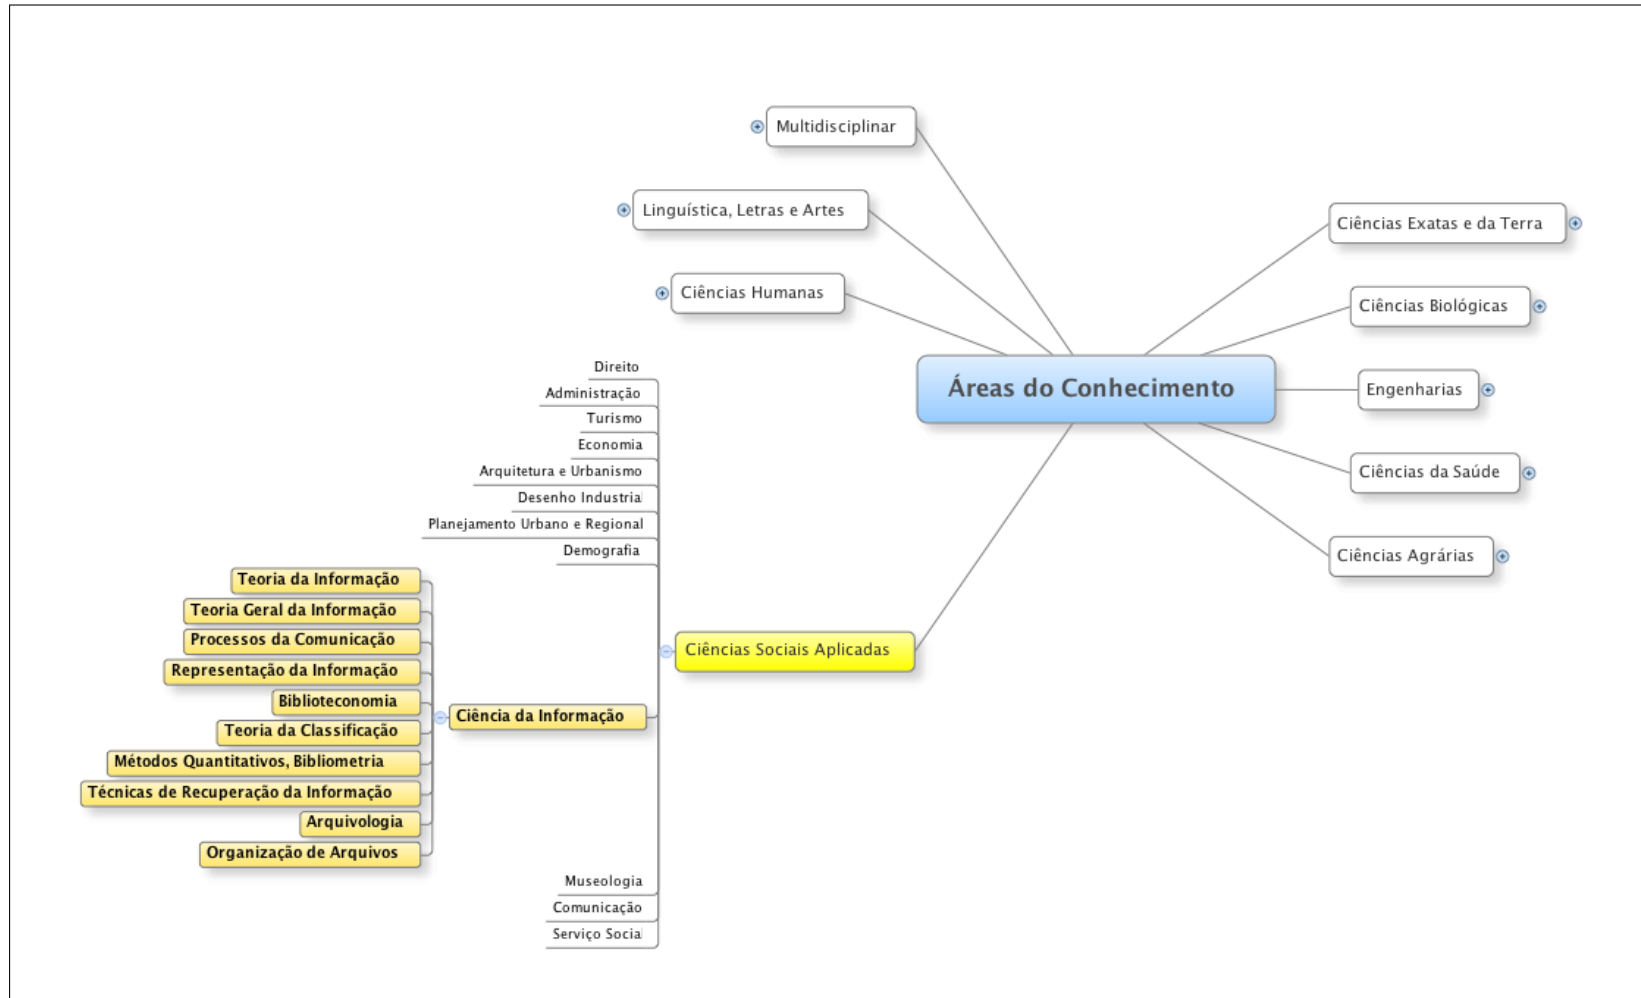 Multidisciplinar
Linguística, Letras e Artes
Ciências Humanas
Áreas do Conhecimento
Ciências Exatas e da Terra
Ciências Biológicas
Engenharias
Ciências da Saúde
Ciências Agrárias
Ciências Sociais Aplicadas
Direito
Administração
Turismo
Economia
Arquitetura e Urbanismo
Desenho Industrial
Planejamento Urbano e Regional
Demografia
Ciência da Informação
Teoria da Informação
Teoria Geral da Informação
Processos da Comunicação
Representação da Informação
Biblioteconomia
Teoria da Classificação
Métodos Quantitativos, Bibliometria
Técnicas de Recuperação da Informação
Arquivologia
Organização de Arquivos
Museologia
Comunicação
Serviço Social